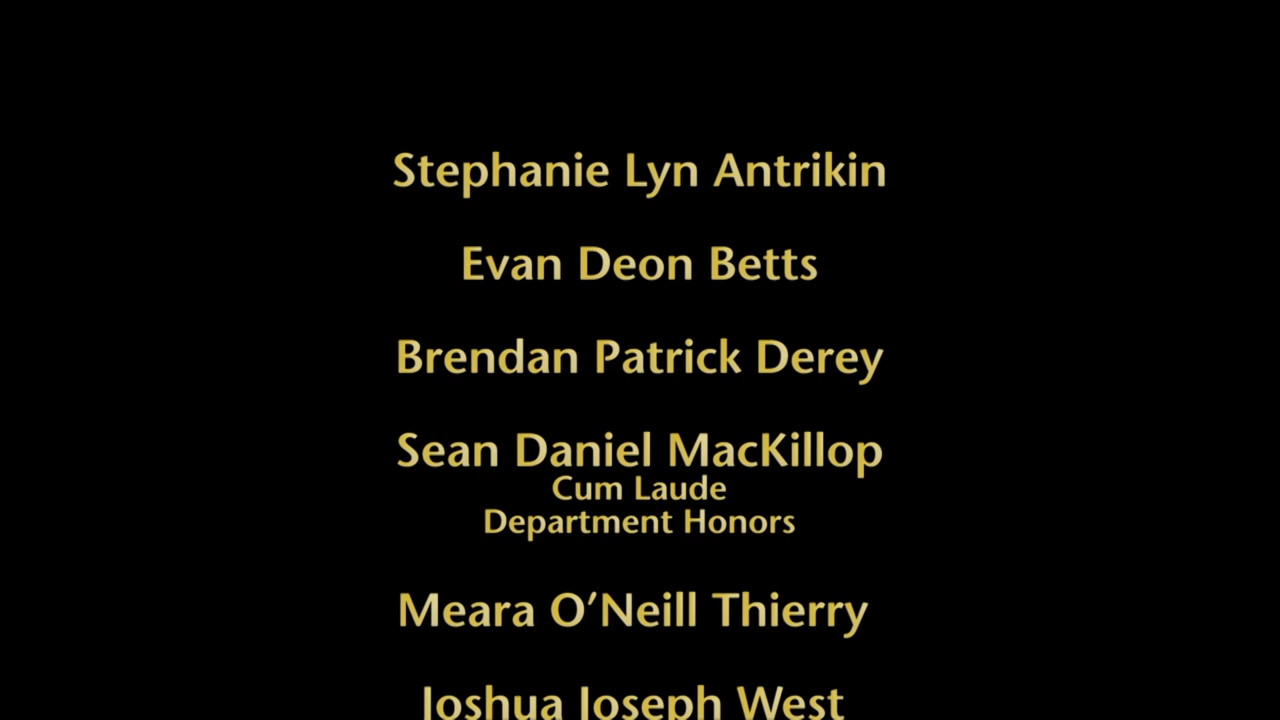 Stephanie Lyn Antrikin
Evan Deon Betts
Brendan Patrick Derey
Sean Daniel MacKillop
Cum Laude
Department Honors
Meara O’Neill Thierry
Joshua Joseph West